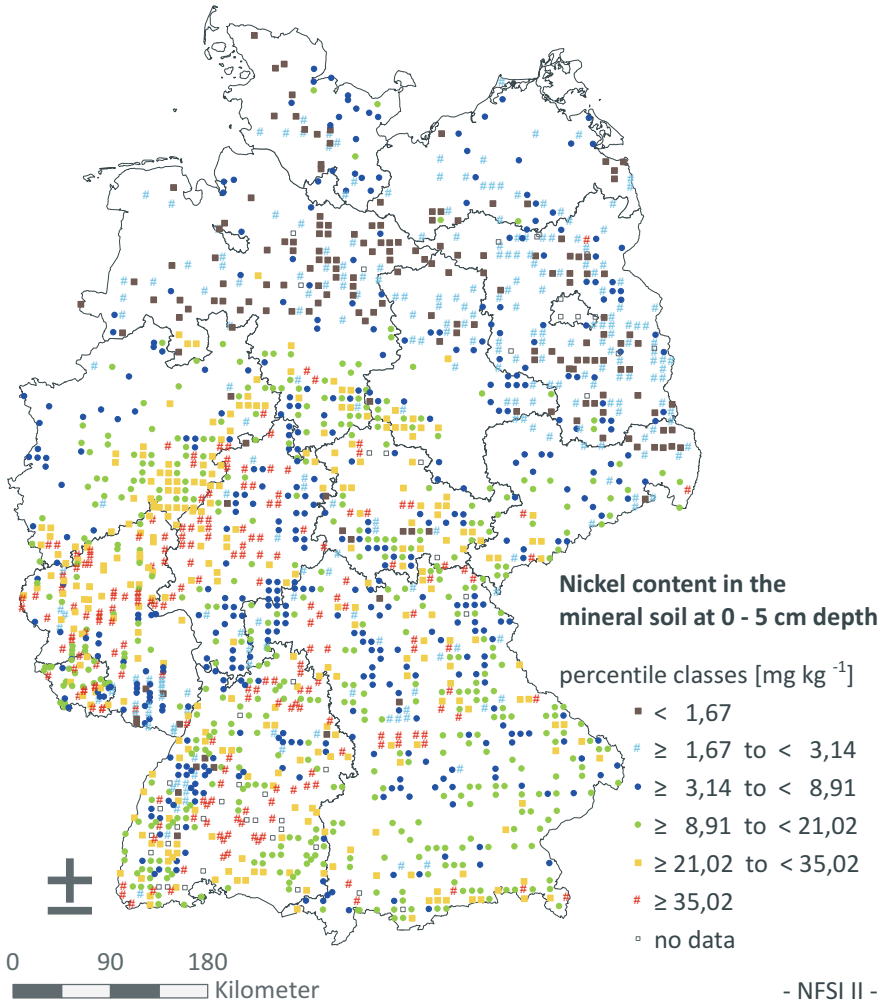 Nickel content in the
mineral soil at 0 - 5 cm depth
percentile classes [mg kg -1]
< 1,67
≥ 1,67 to < 3,14
≥ 3,14 to < 8,91
≥ 8,91 to < 21,02
≥ 21,02 to < 35,02
# ≥ 35,02
no data
0 90 180
Kilometer
- NFSI II -